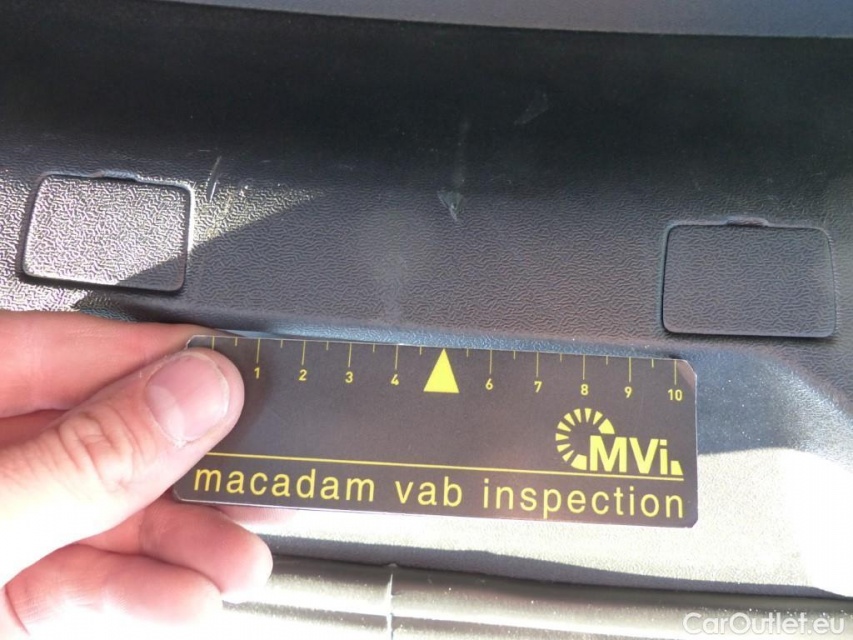 1 2 3 4 6 7 8 9 10
MVi
macadam vab inspection
CarOutlet.eu